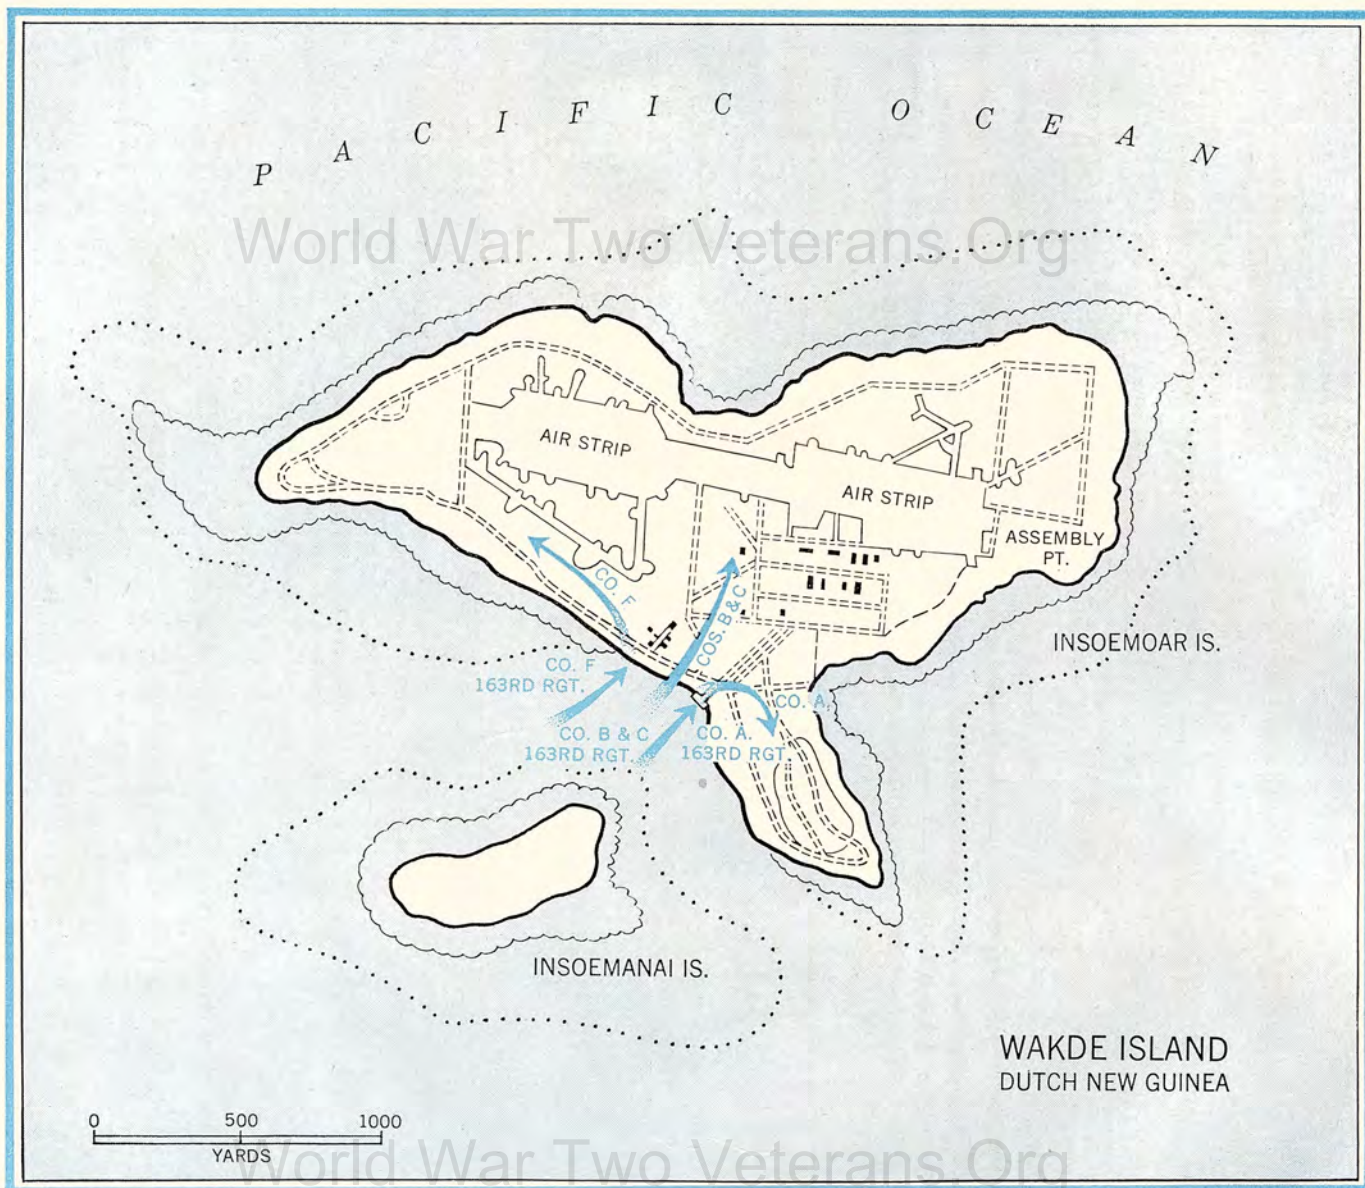 PACIFIC OCEAN
World War Two Veterans.Org
AIR STRIP
AIR STRIP
ASSEMBLY
PT.
CO. F
COS. B & C
INSOEMOAR IS.
CO. F
163RD RGT.
CO. A.
CO. B & C
163RD RGT.
CO. A.
163RD RGT.
INSOEMANAI IS.
WAKDE ISLAND
DUTCH NEW GUINEA
0 500 1000
YARDS
World War Two Veterans.Org